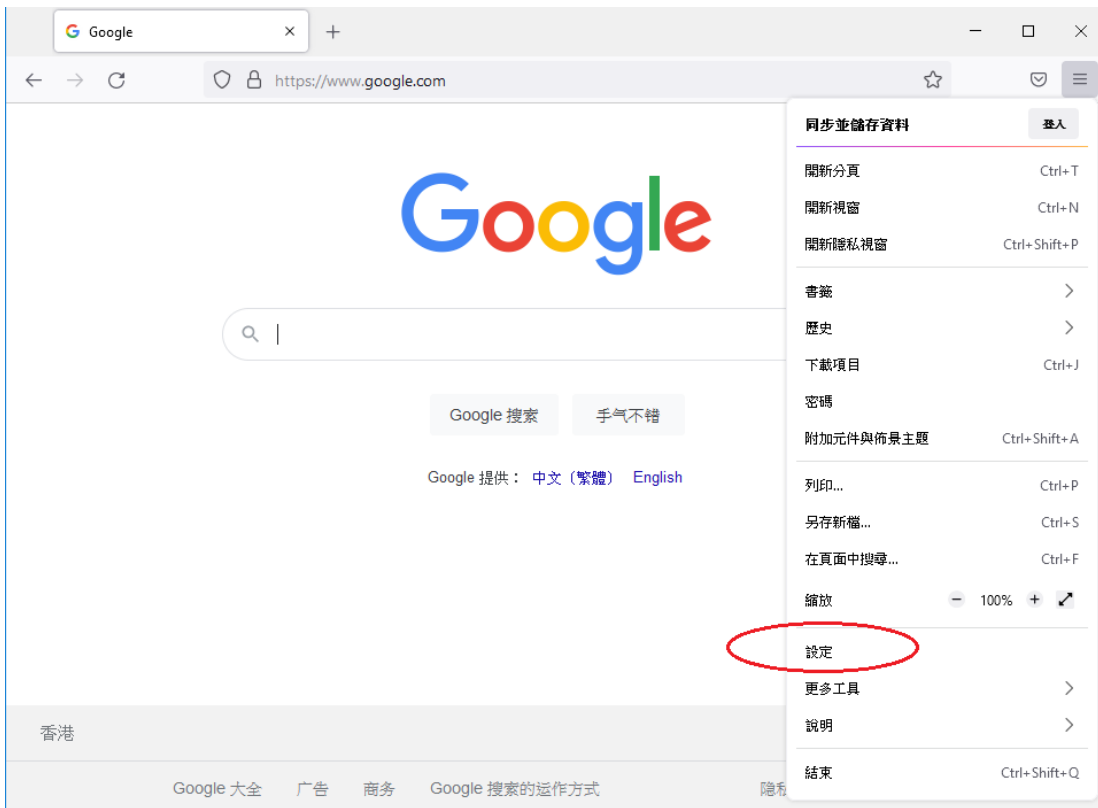 Google
https://www.google.com
同步並儲存資料 登入
開新分頁 Ctrl+T
開新視窗 Ctrl+N
開新隱私視窗 Ctrl+Shift+P
書籤
歷史
下載項目 Ctrl+J
密碼
附加元件與佈景主題 Ctrl+Shift+A
列印... Ctrl+P
另存新檔... Ctrl+S
在頁面中搜尋... Ctrl+F
縮放 − 100% +
設定
更多工具
說明
結束 Ctrl+Shift+Q
Google
Google 搜索 手气不错
Google 提供： 中文（繁體） English
香港
Google 大全 广告 商务 Google 搜索的运作方式